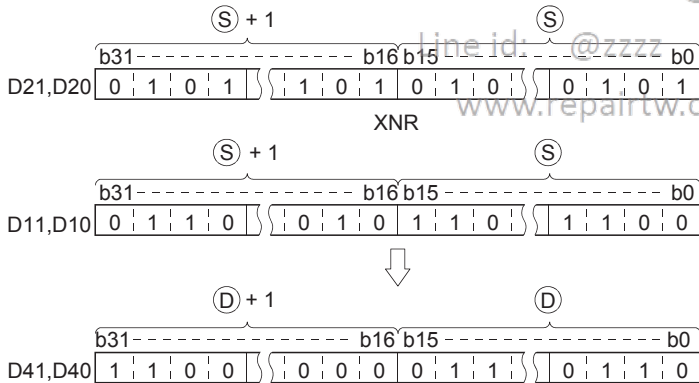 Ⓢ + 1 Ⓢ
Line id: @zzzz
b31 b16 b15 b0
D21,D20 0 1 0 1 1 0 1 0 1 0 0 1 0 1
www.repairtw.c
XNR
Ⓢ + 1 Ⓢ
b31 b16 b15 b0
D11,D10 0 1 1 0 0 1 0 1 1 0 1 1 0 0
Ⓓ + 1 Ⓓ
b31 b16 b15 b0
D41,D40 1 1 0 0 0 0 0 0 1 1 0 1 1 0